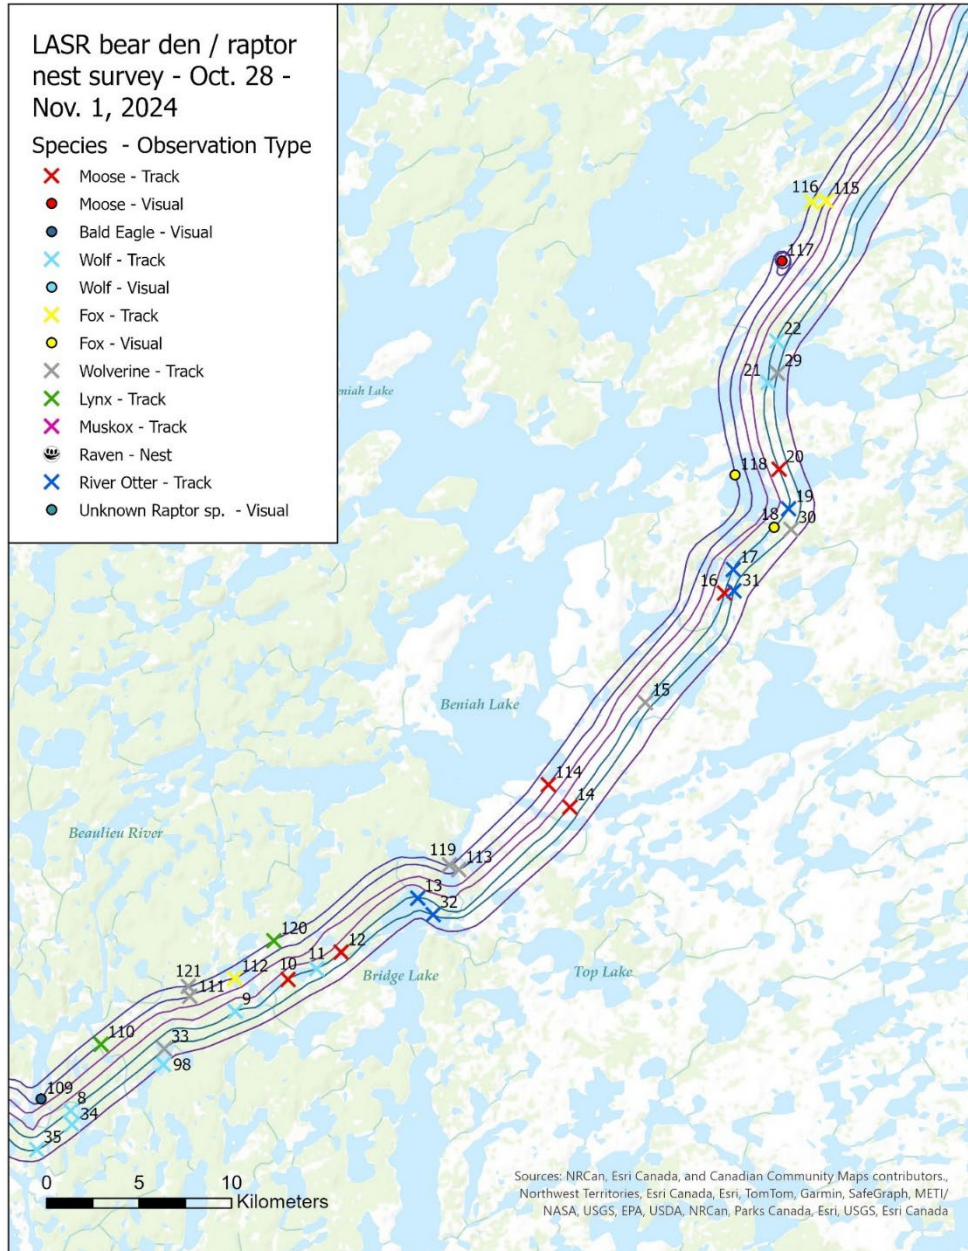 LASR bear den / raptor
nest survey - Oct. 28 -
Nov. 1, 2024
Species - Observation Type
Moose - Track
Moose - Visual
Bald Eagle - Visual
Wolf - Track
Wolf - Visual
Fox - Track
Fox - Visual
Wolverine - Track
Lynx - Track
Muskox - Track
Raven - Nest
River Otter - Track
Unknown Raptor sp. - Visual
116 115
117
22
29
21
eniah Lake
118 20
19
18 30
17
16 31
15
Beniah Lake
114
14
Beaulieu River
119 113
13
32
120
12
11
10
Bridge Lake
Top Lake
121 112
111
9
110 33
98
109
8
34
35
0 5 10
Kilometers
Sources: NRCan, Esri Canada, and Canadian Community Maps contributors.,
Northwest Territories, Esri Canada, Esri, TomTom, Garmin, SafeGraph, METI/
NASA, USGS, EPA, USDA, NRCan, Parks Canada, Esri, USGS, Esri Canada